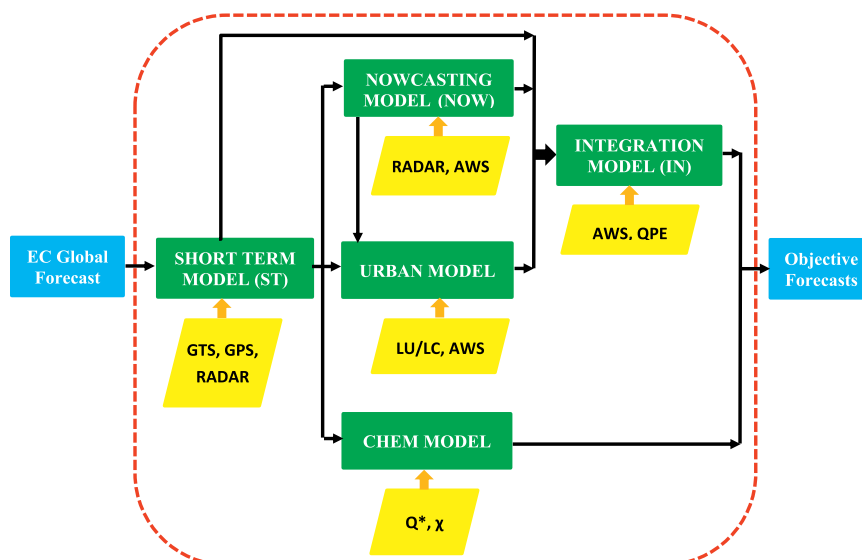 NOWCASTING
MODEL (NOW)
RADAR, AWS
INTEGRATION
MODEL (IN)
AWS, QPE
EC Global
Forecast
SHORT TERM
MODEL (ST)
URBAN MODEL
Objective
Forecasts
GTS, GPS,
RADAR
LU/LC, AWS
CHEM MODEL
Q*, χ